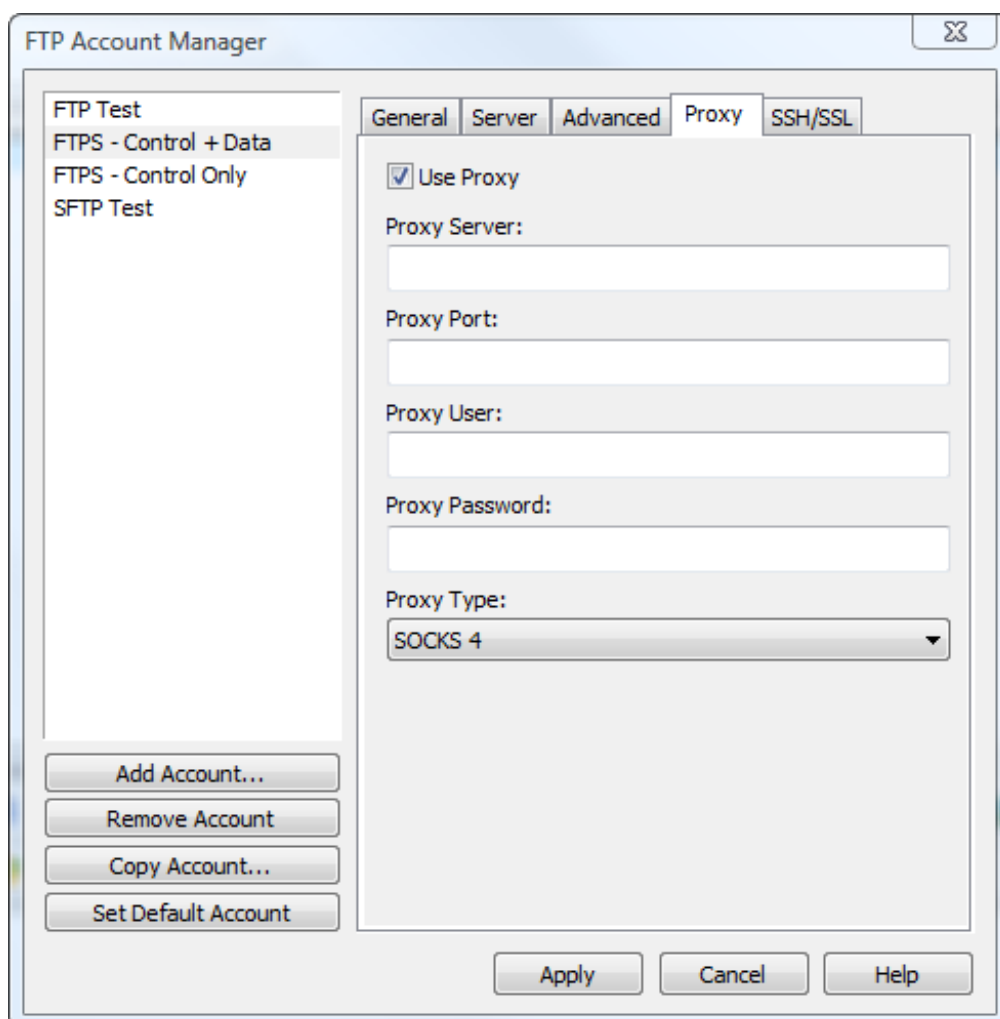 FTP Account Manager
FTP Test
FTPS - Control + Data
FTPS - Control Only
SFTP Test
Add Account...
Remove Account
Copy Account...
Set Default Account
General Server Advanced Proxy SSH/SSL
Use Proxy
Proxy Server:
Proxy Port:
Proxy User:
Proxy Password:
Proxy Type:
SOCKS 4
Apply Cancel Help